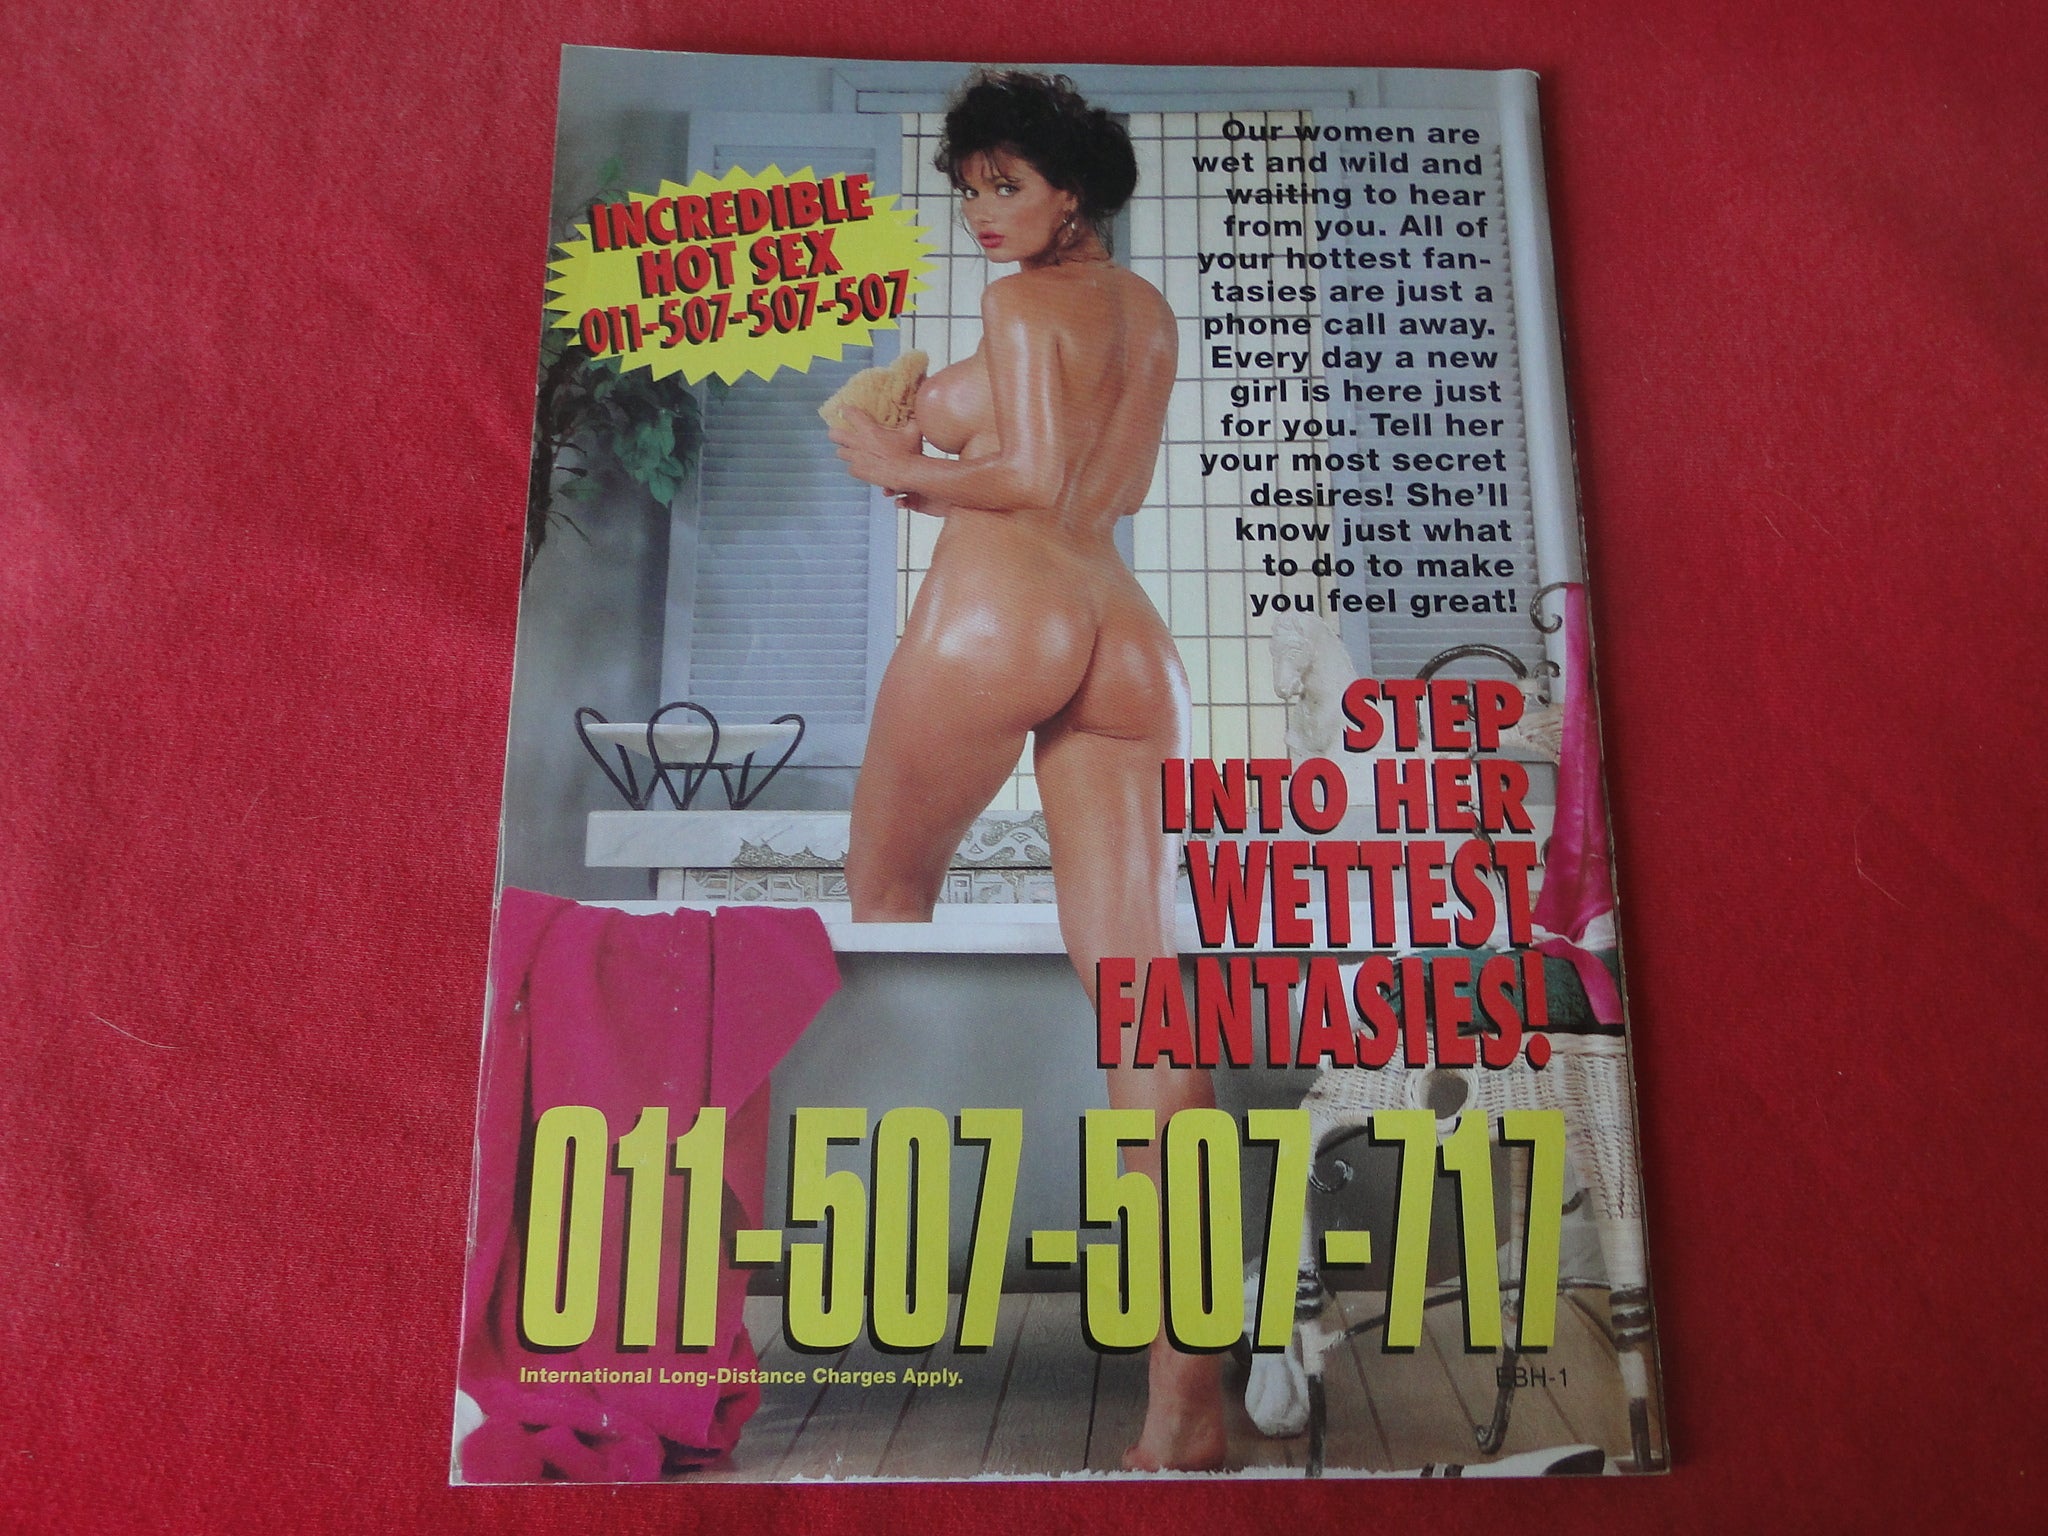 INCREDIBLE
HOT SEX
011-507-507-507
Our women are
wet and wild and
waiting to hear
from you. All of
your hottest fan-
tasies are just a
phone call away.
Every day a new
girl is here just
for you. Tell her
your most secret
desires! She'll
know just what
to do to make
you feel great!
STEP
INTO HER
WETTEST
FANTASIES!
011-507-507-717
International Long-Distance Charges Apply.
EBH-1